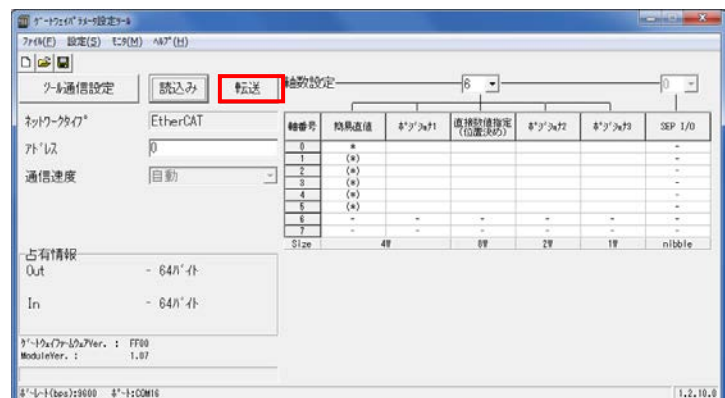 ｹﾞｰﾄｳｪｲﾊﾟﾗﾒｰﾀ設定ﾂｰﾙ
ﾌｧｲﾙ(F) 設定(S) ﾓﾆﾀ(M) ﾍﾙﾌﾟ(H)
ﾂｰﾙ通信設定 読込み 転送 軸数設定 6 0
ﾈｯﾄﾜｰｸﾀｲﾌﾟ EtherCAT
ｱﾄﾞﾚｽ 0
通信速度 自動
軸番号 簡易直値 ﾎﾟｼﾞｼｮﾅ1 直接数値指定(位置決め) ﾎﾟｼﾞｼｮﾅ2 ﾎﾟｼﾞｼｮﾅ3 SEP I/O
0 * -
1 (*) -
2 (*) -
3 (*) -
4 (*) -
5 (*) -
6 - - - - - -
7 - - - - - -
Size 4W 8W 2W 1W nibble
占有情報
Out - 64ﾊﾞｲﾄ
In - 64ﾊﾞｲﾄ
ｹﾞｰﾄｳｪｲﾌｧｰﾑｳｪｱVer. : FF00
ModuleVer. : 1.07
ﾎﾞｰﾚｰﾄ(bps):9600 ﾎﾟｰﾄ:COM16 1.2.10.0